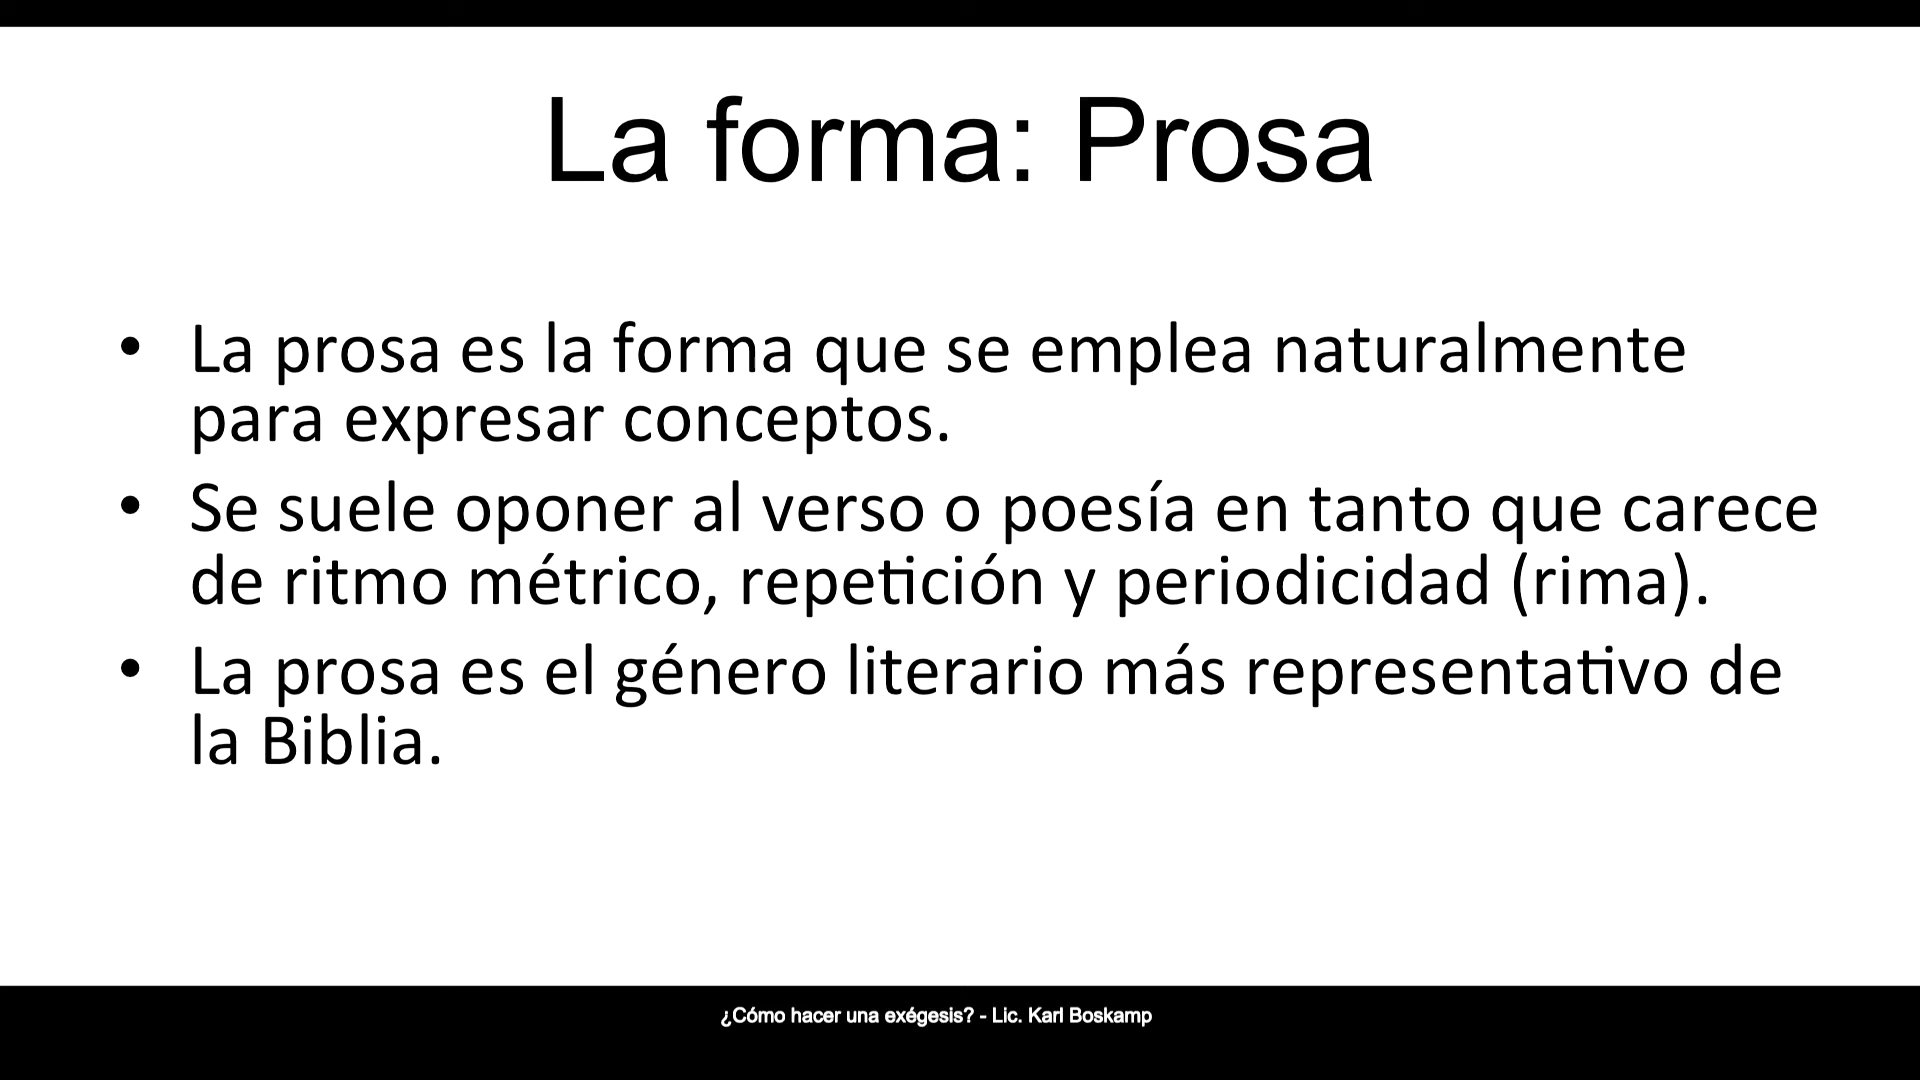 La forma: Prosa
• La prosa es la forma que se emplea naturalmente
para expresar conceptos.
• Se suele oponer al verso o poesía en tanto que carece
de ritmo métrico, repetición y periodicidad (rima).
• La prosa es el género literario más representativo de
la Biblia.
¿Cómo hacer una exégesis? - Lic. Karl Boskamp